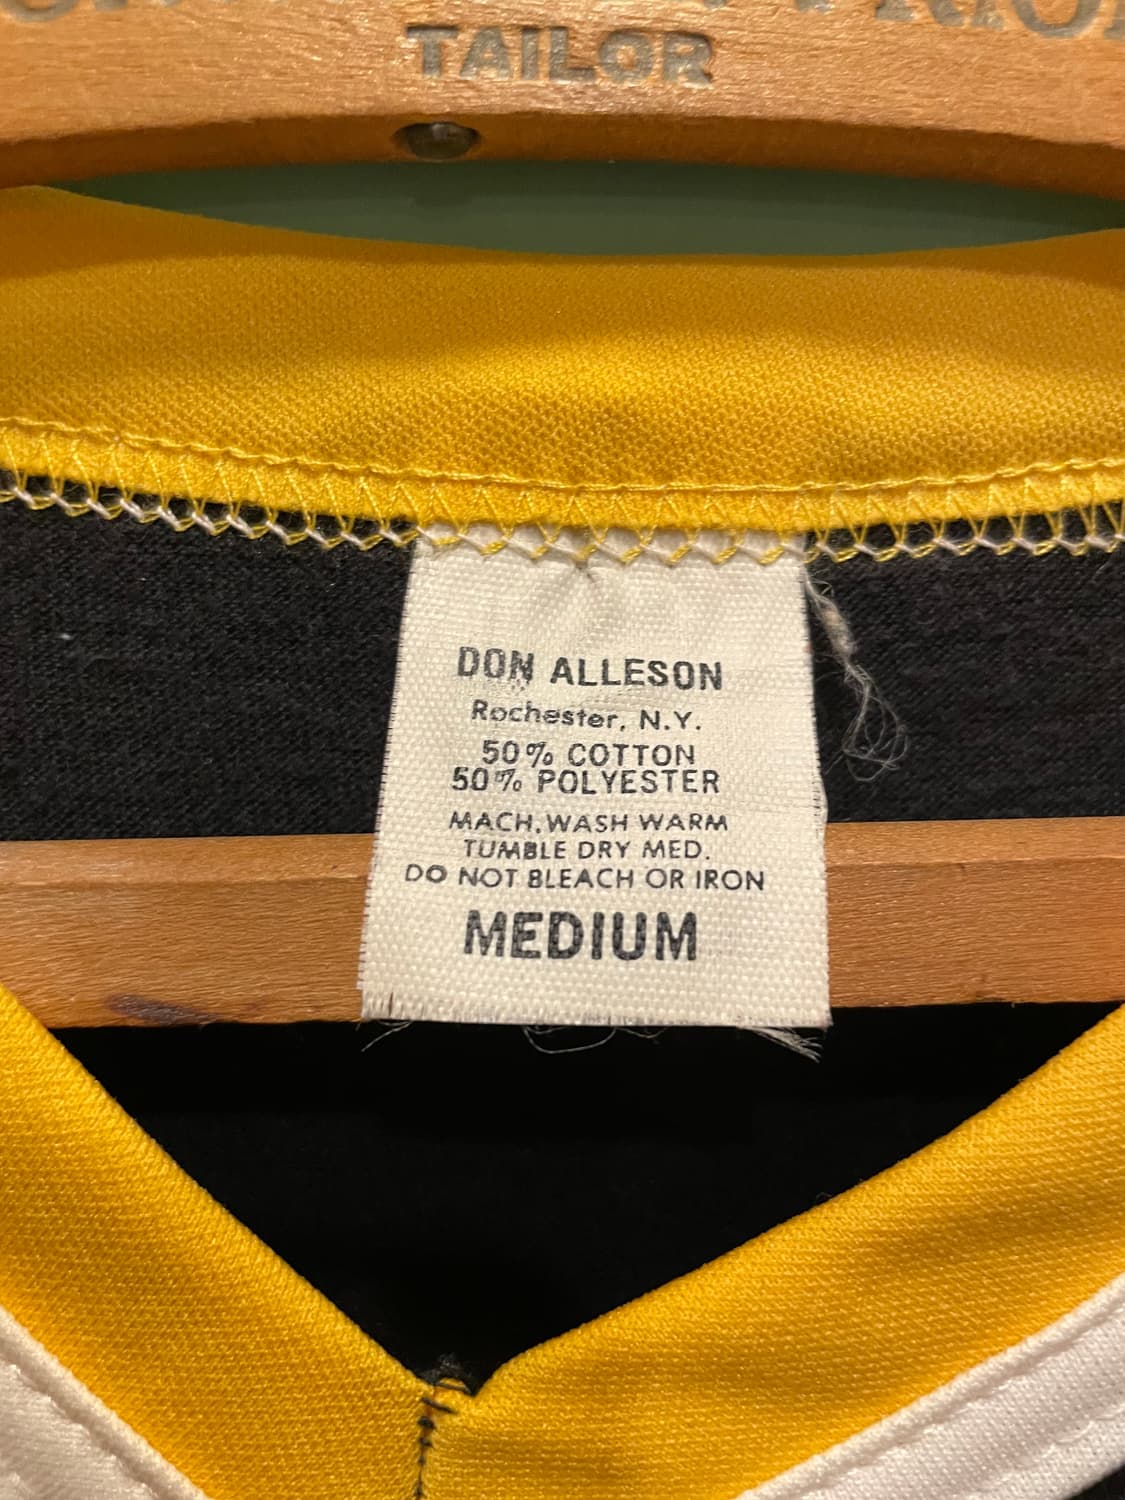 TAILOR
DON ALLESON
Rochester, N.Y.
50% COTTON
50% POLYESTER
MACH. WASH WARM
TUMBLE DRY MED.
DO NOT BLEACH OR IRON
MEDIUM